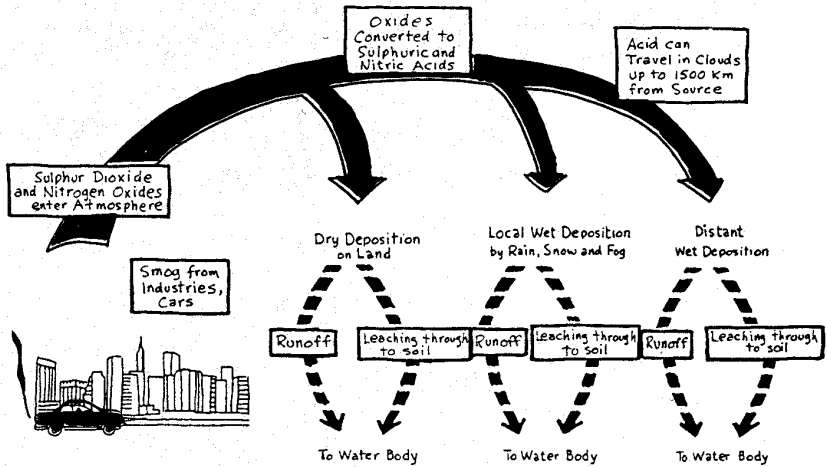 Oxides
Converted to
Sulphuric and
Nitric Acids
Acid can
Travel in Clouds
up to 1500 Km
from Source
Sulphur Dioxide
and Nitrogen Oxides
enter Atmosphere
Smog from
Industries,
Cars
Dry Deposition
on Land
Local Wet Deposition
by Rain, Snow and Fog
Distant
Wet Deposition
Runoff
Leaching through
to soil
Runoff
Leaching through
to soil
Runoff
Leaching through
to soil
To Water Body
To Water Body
To Water Body